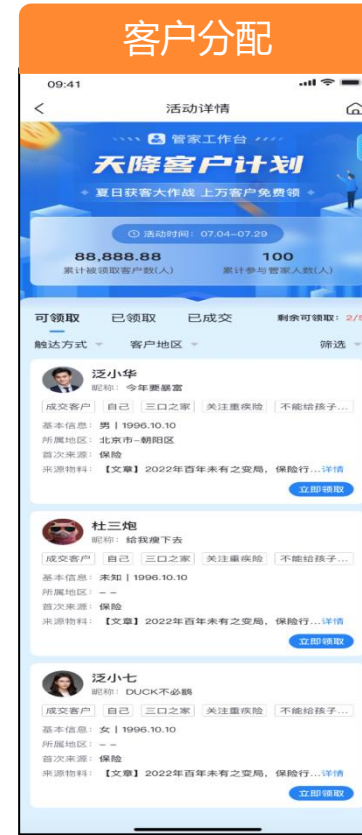 客户分配
09:41
活动详情
管家工作台
天降客户计划
夏日获客大作战 上万客户免费领
活动时间：07.04-07.29
88,888.88 100
累计被领取客户数(人) 累计参与管家人数(人)
可领取 已领取 已成交 剩余可领取：2/
触达方式 客户地区 筛选
泛小华
昵称：今年要暴富
成交客户 自己 三口之家 关注重疾险 不能给孩子...
基本信息：男 | 1996.10.10
所属地区：北京市-朝阳区
首次来源：保险
来源物料：【文章】2022年百年未有之变局，保险行...详情
立即领取
杜三炮
昵称：给我瘦下去
成交客户 自己 三口之家 关注重疾险 不能给孩子...
基本信息：未知 | 1996.10.10
所属地区：- -
首次来源：保险
来源物料：【文章】2022年百年未有之变局，保险行...详情
立即领取
泛小七
昵称：DUCK不必鹅
成交客户 自己 三口之家 关注重疾险 不能给孩子...
基本信息：女 | 1996.10.10
所属地区：- -
首次来源：保险
来源物料：【文章】2022年百年未有之变局，保险行...详情
立即领取